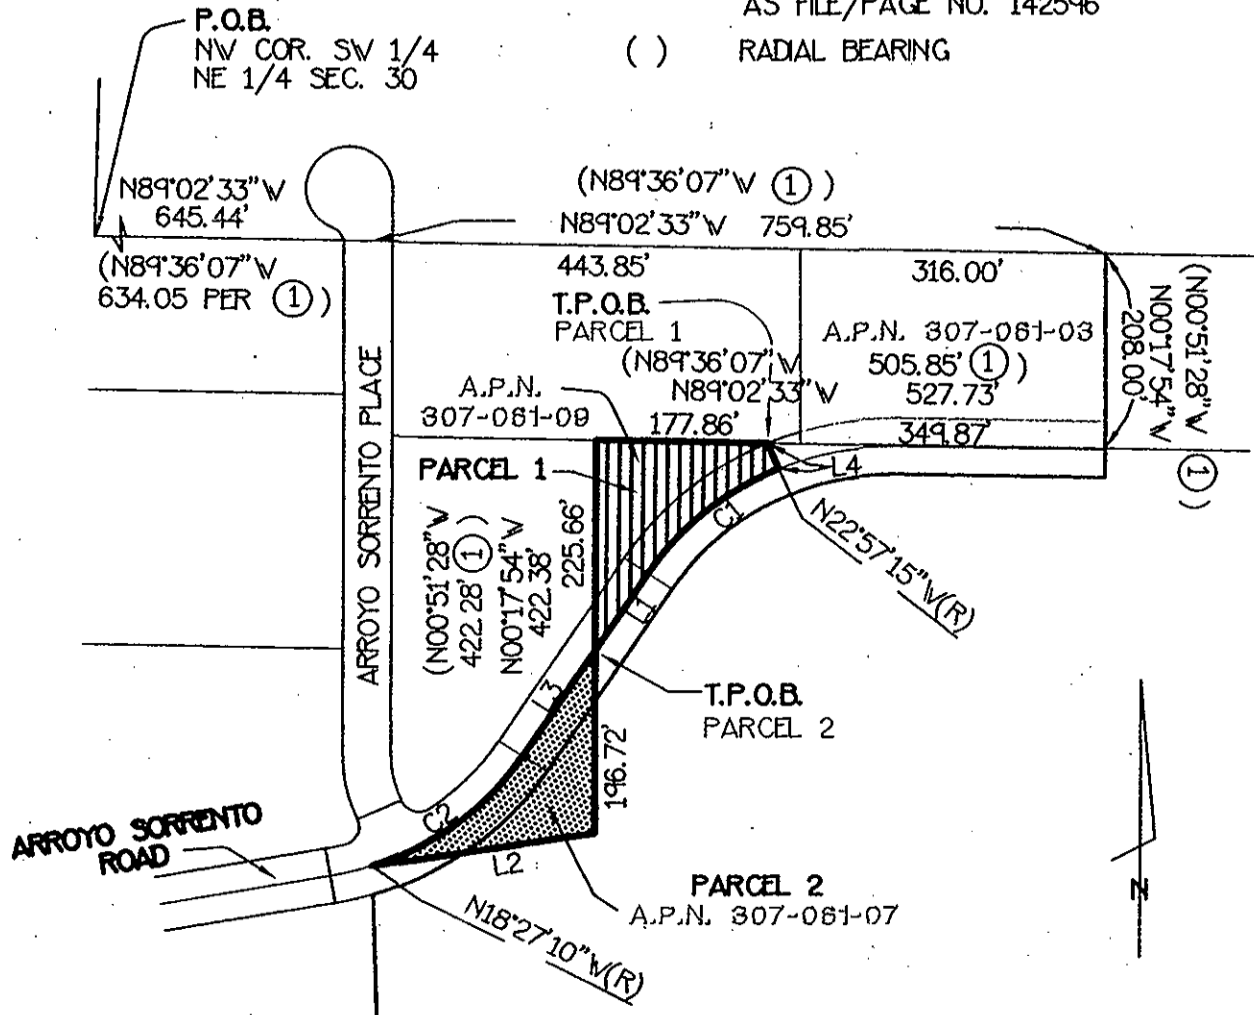 AS FILE/PAGE NO. 142596
( ) RADIAL BEARING
P.O.B.
NW COR. SW 1/4
NE 1/4 SEC. 30
N89°02'33"W
645.44'
(N89°36'07"W
634.05 PER (1) )
(N89°36'07"W (1) )
N89°02'33"W 759.85'
443.85'
316.00'
T.P.O.B.
PARCEL 1
(N89°36'07"W
505.85' (1) )
N89°02'33"W
527.73'
A.P.N. 307-061-03
177.86'
349.87'
(N00°51'28"W (1) )
N00°17'54"W
208.00'
A.P.N.
307-061-09
PARCEL 1
L4
C1
N22°57'15"W(R)
(N00°51'28"W
422.28' (1) )
N00°17'54"W
422.38'
225.66'
L1
ARROYO SORRENTO PLACE
L3
T.P.O.B.
PARCEL 2
196.72'
C2
L2
ARROYO SORRENTO
ROAD
PARCEL 2
A.P.N. 307-061-07
N18°27'10"W(R)
N